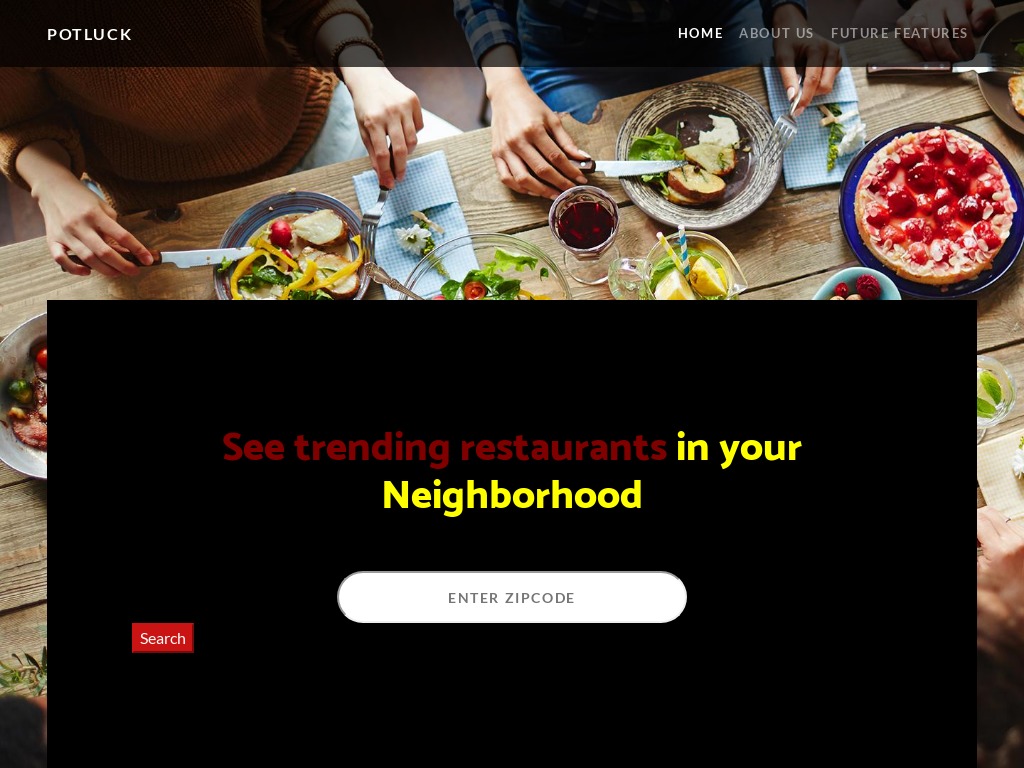 POTLUCK
HOME ABOUT US FUTURE FEATURES
See trending restaurants in your
Neighborhood
ENTER ZIPCODE
Search